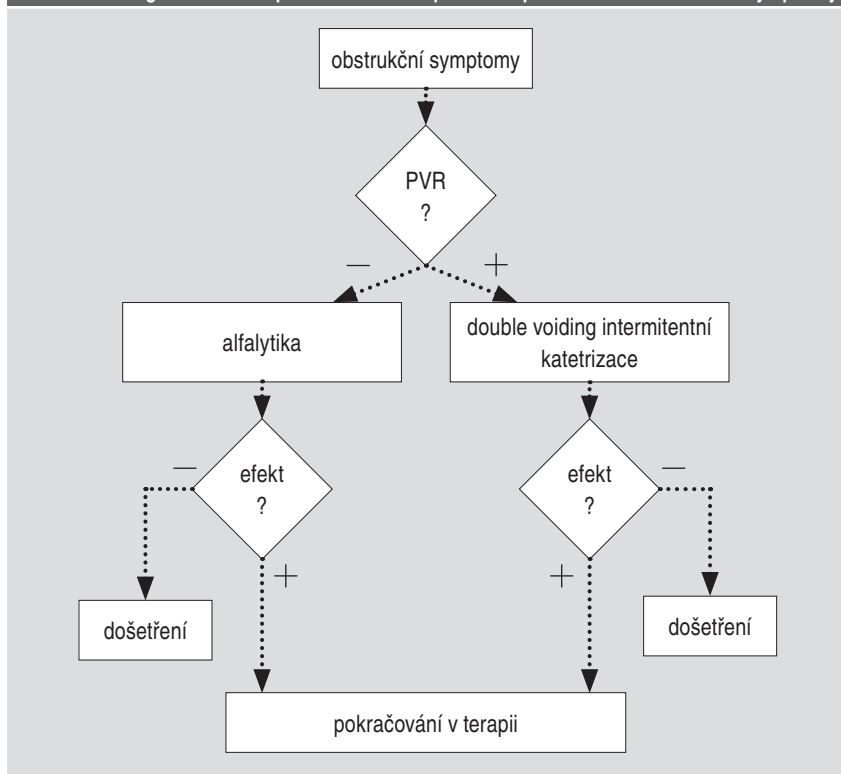 obstrukční symptomy
PVR
?
— +
alfalytika
double voiding intermitentní
katetrizace
efekt
?
efekt
?
— —
+ +
došetření
došetření
pokračování v terapii